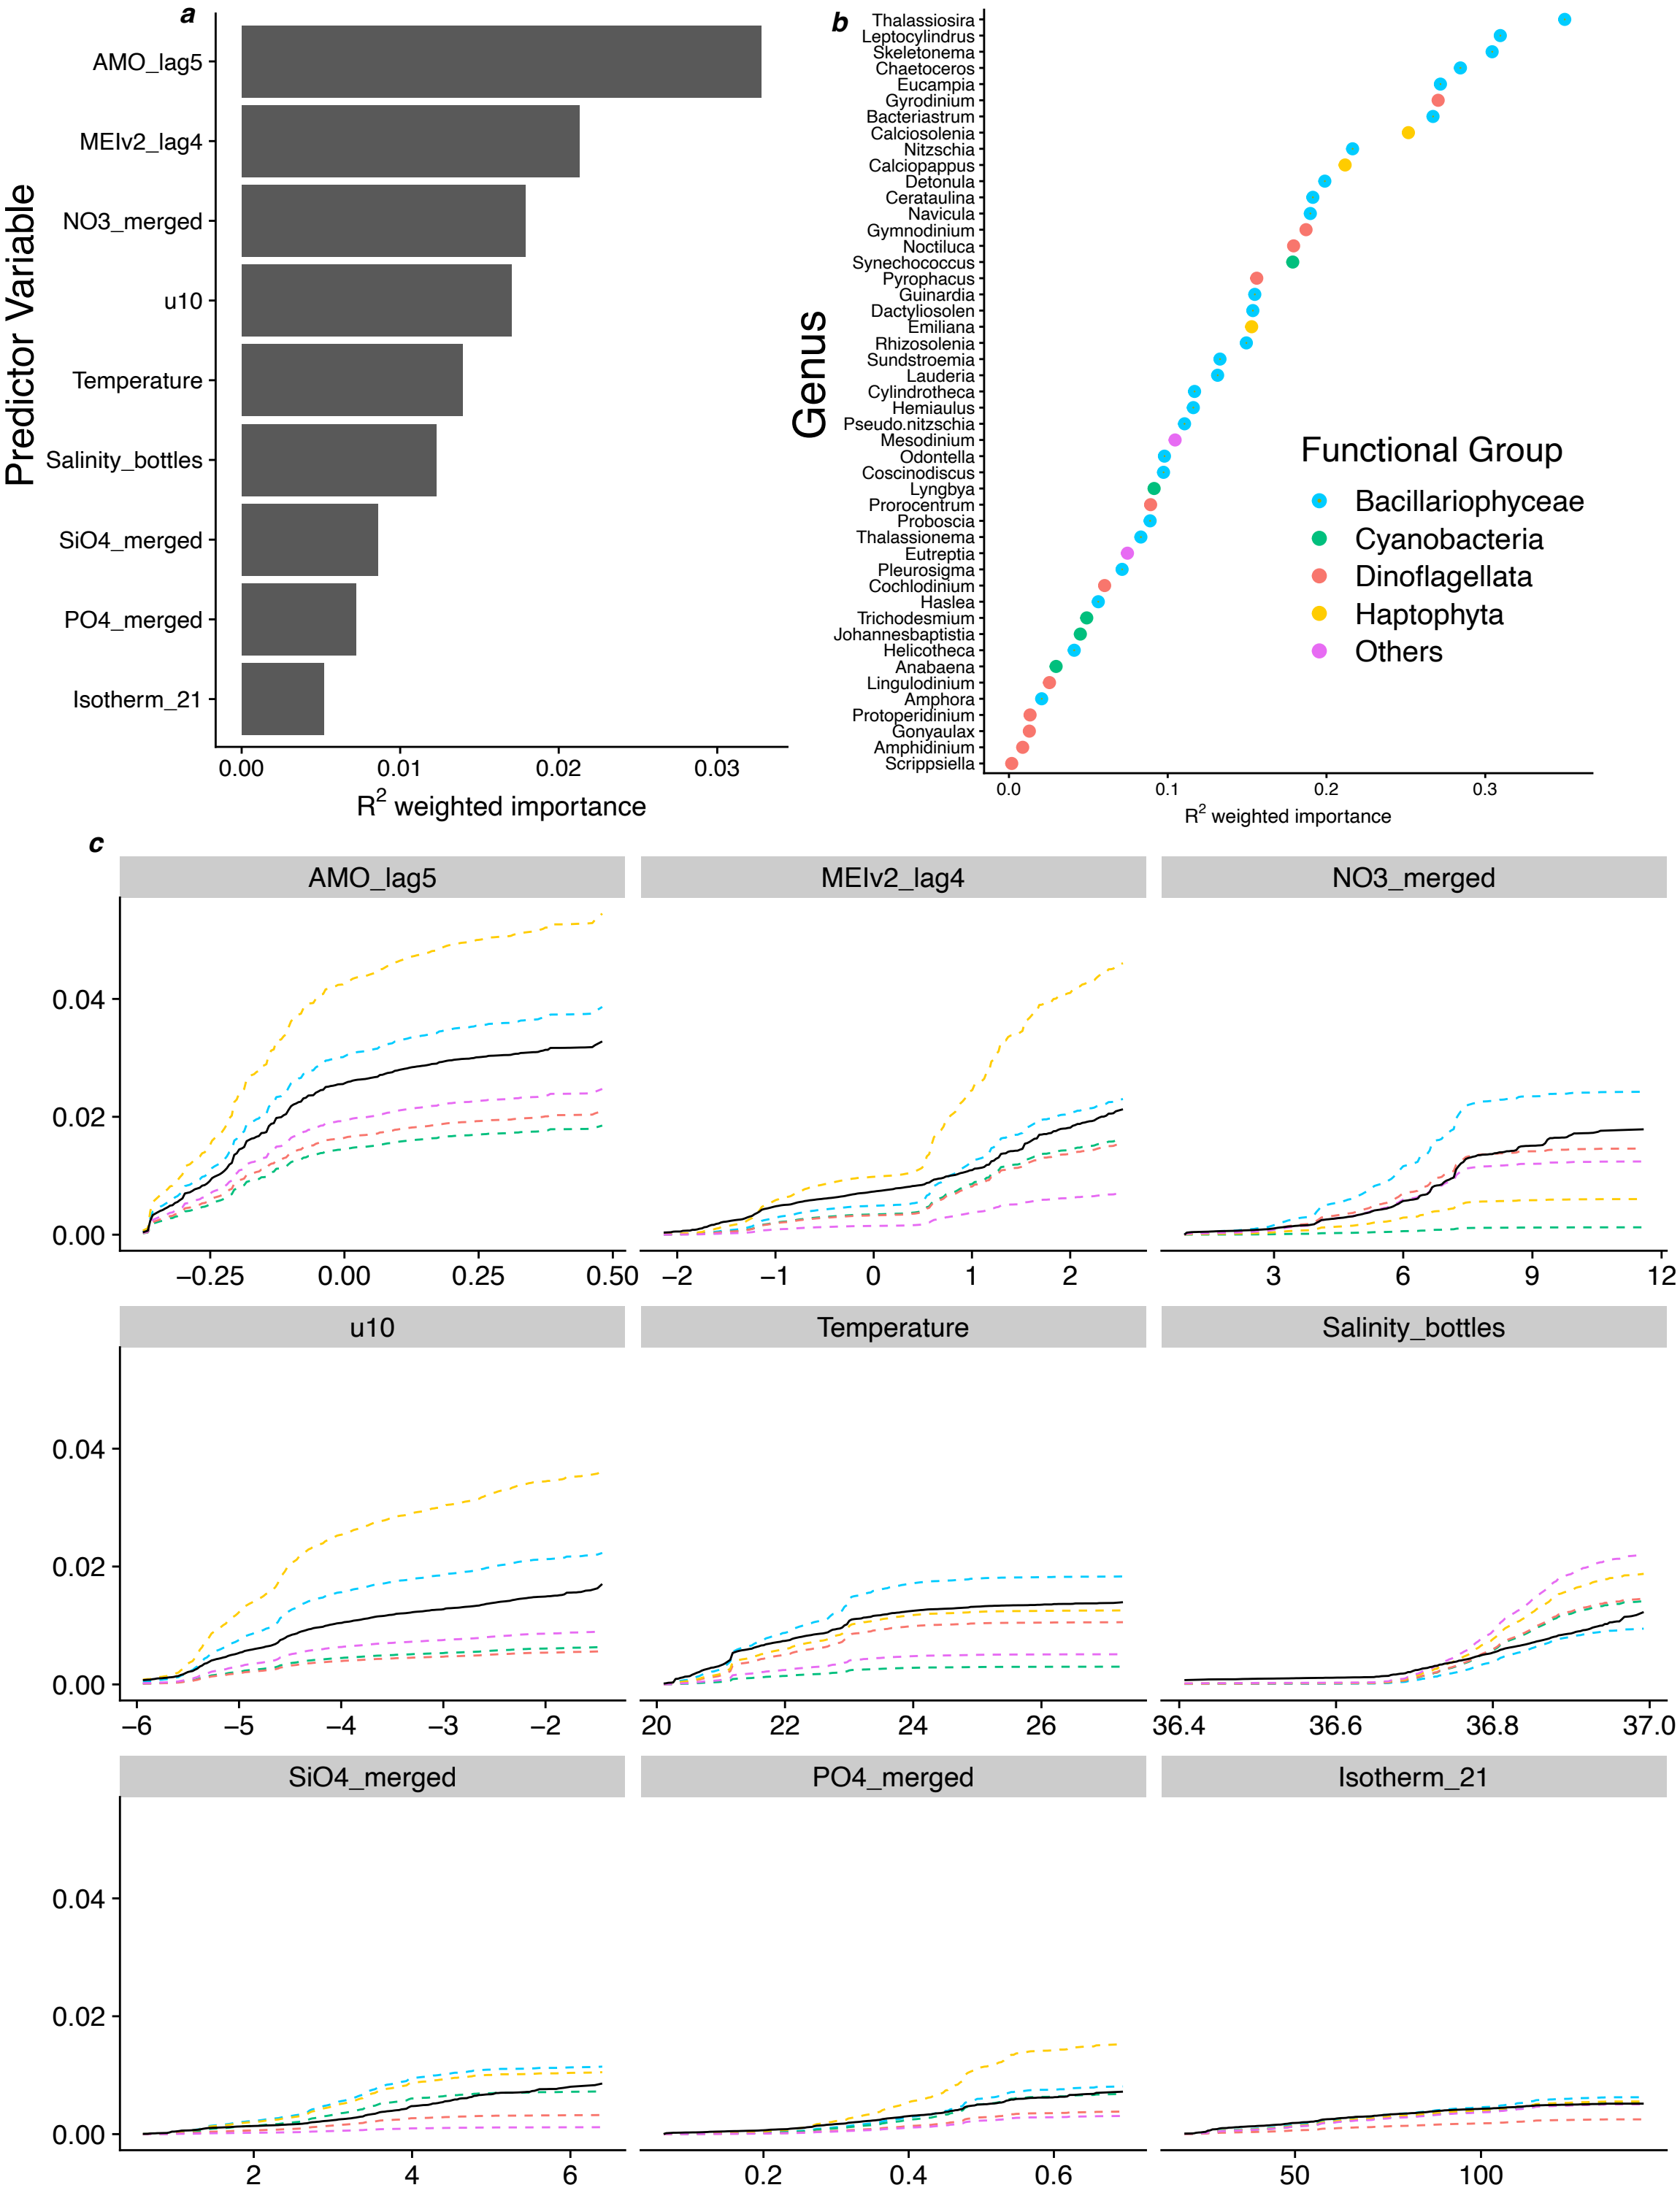 a
Predictor Variable
AMO_lag5
MEIv2_lag4
NO3_merged
u10
Temperature
Salinity_bottles
SiO4_merged
PO4_merged
Isotherm_21
0.00 0.01 0.02 0.03
R2 weighted importance
b
Genus
Thalassiosira
Leptocylindrus
Skeletonema
Chaetoceros
Eucampia
Gyrodinium
Bacteriastrum
Calciosolenia
Nitzschia
Calciopappus
Detonula
Cerataulina
Navicula
Gymnodinium
Noctiluca
Synechococcus
Pyrophacus
Guinardia
Dactyliosolen
Emiliana
Rhizosolenia
Sundstroemia
Lauderia
Cylindrotheca
Hemiaulus
Pseudo.nitzschia
Mesodinium
Odontella
Coscinodiscus
Lyngbya
Prorocentrum
Proboscia
Thalassionema
Eutreptia
Pleurosigma
Cochlodinium
Haslea
Trichodesmium
Johannesbaptistia
Helicotheca
Anabaena
Lingulodinium
Amphora
Protoperidinium
Gonyaulax
Amphidinium
Scrippsiella
0.0 0.1 0.2 0.3
R2 weighted importance
Functional Group
Bacillariophyceae
Cyanobacteria
Dinoflagellata
Haptophyta
Others
c
AMO_lag5 MEIv2_lag4 NO3_merged
0.04
0.02
0.00
−0.25 0.00 0.25 0.50 −2 −1 0 1 2 3 6 9 12
u10 Temperature Salinity_bottles
0.04
0.02
0.00
−6 −5 −4 −3 −2 20 22 24 26 36.4 36.6 36.8 37.0
SiO4_merged PO4_merged Isotherm_21
0.04
0.02
0.00
2 4 6 0.2 0.4 0.6 50 100